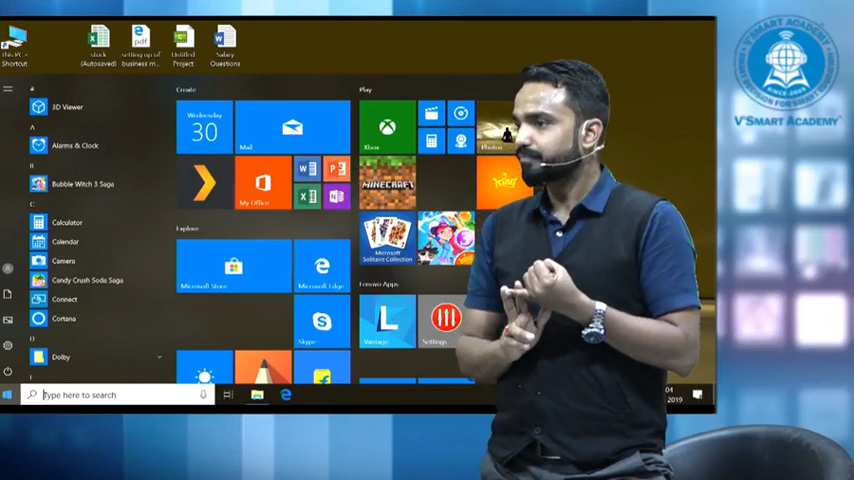 This PC - Shortcut
stock (Autosaved)
setting up of business m...
Untitled Project
Salary Questions
#
3D Viewer
A
Alarms & Clock
B
Bubble Witch 3 Saga
C
Calculator
Calendar
Camera
Candy Crush Soda Saga
Connect
Cortana
D
Dolby
Create
Wednesday
30
Mail
My Office
Explore
Microsoft Store
Microsoft Edge
Skype
Play
Xbox
Photos
MINECRAFT
King
Microsoft Solitaire Collection
Lenovo Apps
L
Vantage
Settings
Type here to search
04
2019
V'SMART ACADEMY
SINCE-2005
V'SMART ACADEMY